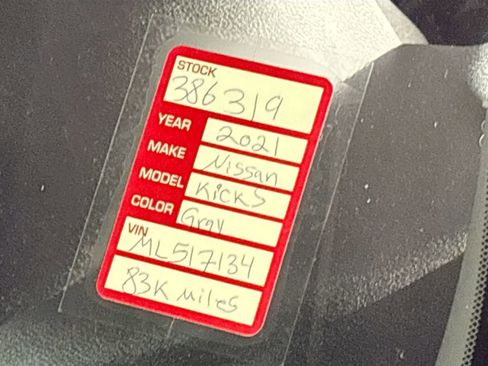 STOCK
386319
YEAR 2021
MAKE Nissan
MODEL Kicks
COLOR Gray
VIN
ML517134
83K Miles